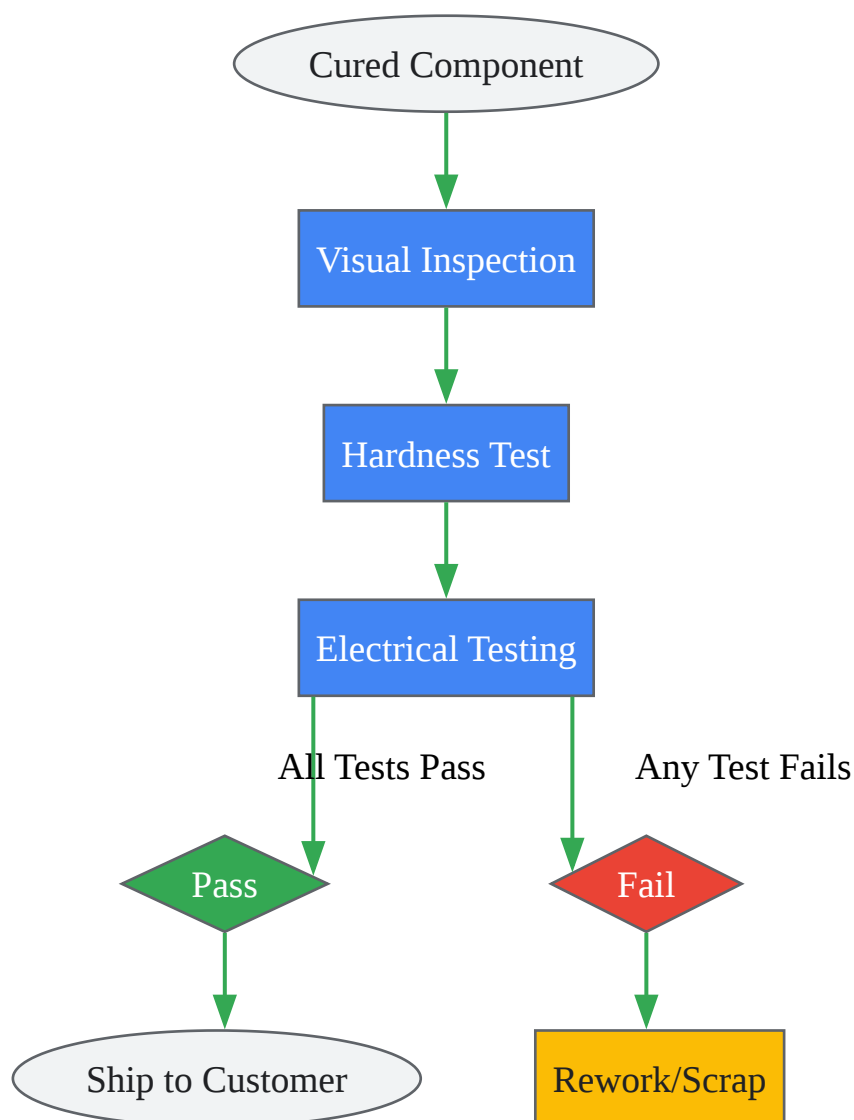 Cured Component
Visual Inspection
Hardness Test
Electrical Testing
All Tests Pass
Any Test Fails
Pass
Fail
Ship to Customer
Rework/Scrap